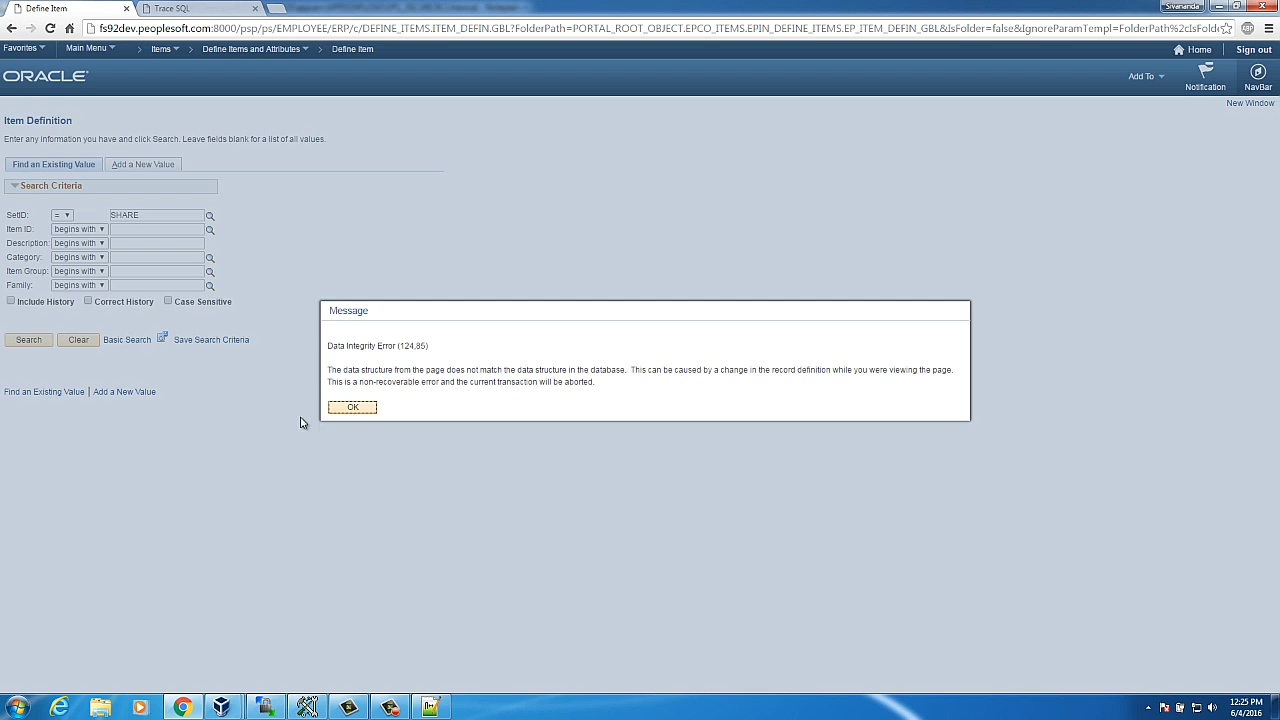 Define Item
Trace SQL
Sivananda
fs92dev.peoplesoft.com:8000/psp/ps/EMPLOYEE/ERP/c/DEFINE_ITEMS.ITEM_DEFIN.GBL?FolderPath=PORTAL_ROOT_OBJECT.EPCO_ITEMS.EPIN_DEFINE_ITEMS.EP_ITEM_DEFIN_GBL&IsFolder=false&IgnoreParamTempl=FolderPath%2cIsFold
Favorites Main Menu Items Define Items and Attributes Define Item
Home Sign out
ORACLE
Add To Notification NavBar
New Window
Item Definition
Enter any information you have and click Search. Leave fields blank for a list of all values.
Find an Existing Value Add a New Value
Search Criteria
SetID: = SHARE
Item ID: begins with
Description: begins with
Category: begins with
Item Group: begins with
Family: begins with
Include History Correct History Case Sensitive
Search Clear Basic Search Save Search Criteria
Find an Existing Value | Add a New Value
Message
Data Integrity Error (124,85)
The data structure from the page does not match the data structure in the database. This can be caused by a change in the record definition while you were viewing the page.
This is a non-recoverable error and the current transaction will be aborted.
OK
12:25 PM
6/4/2016